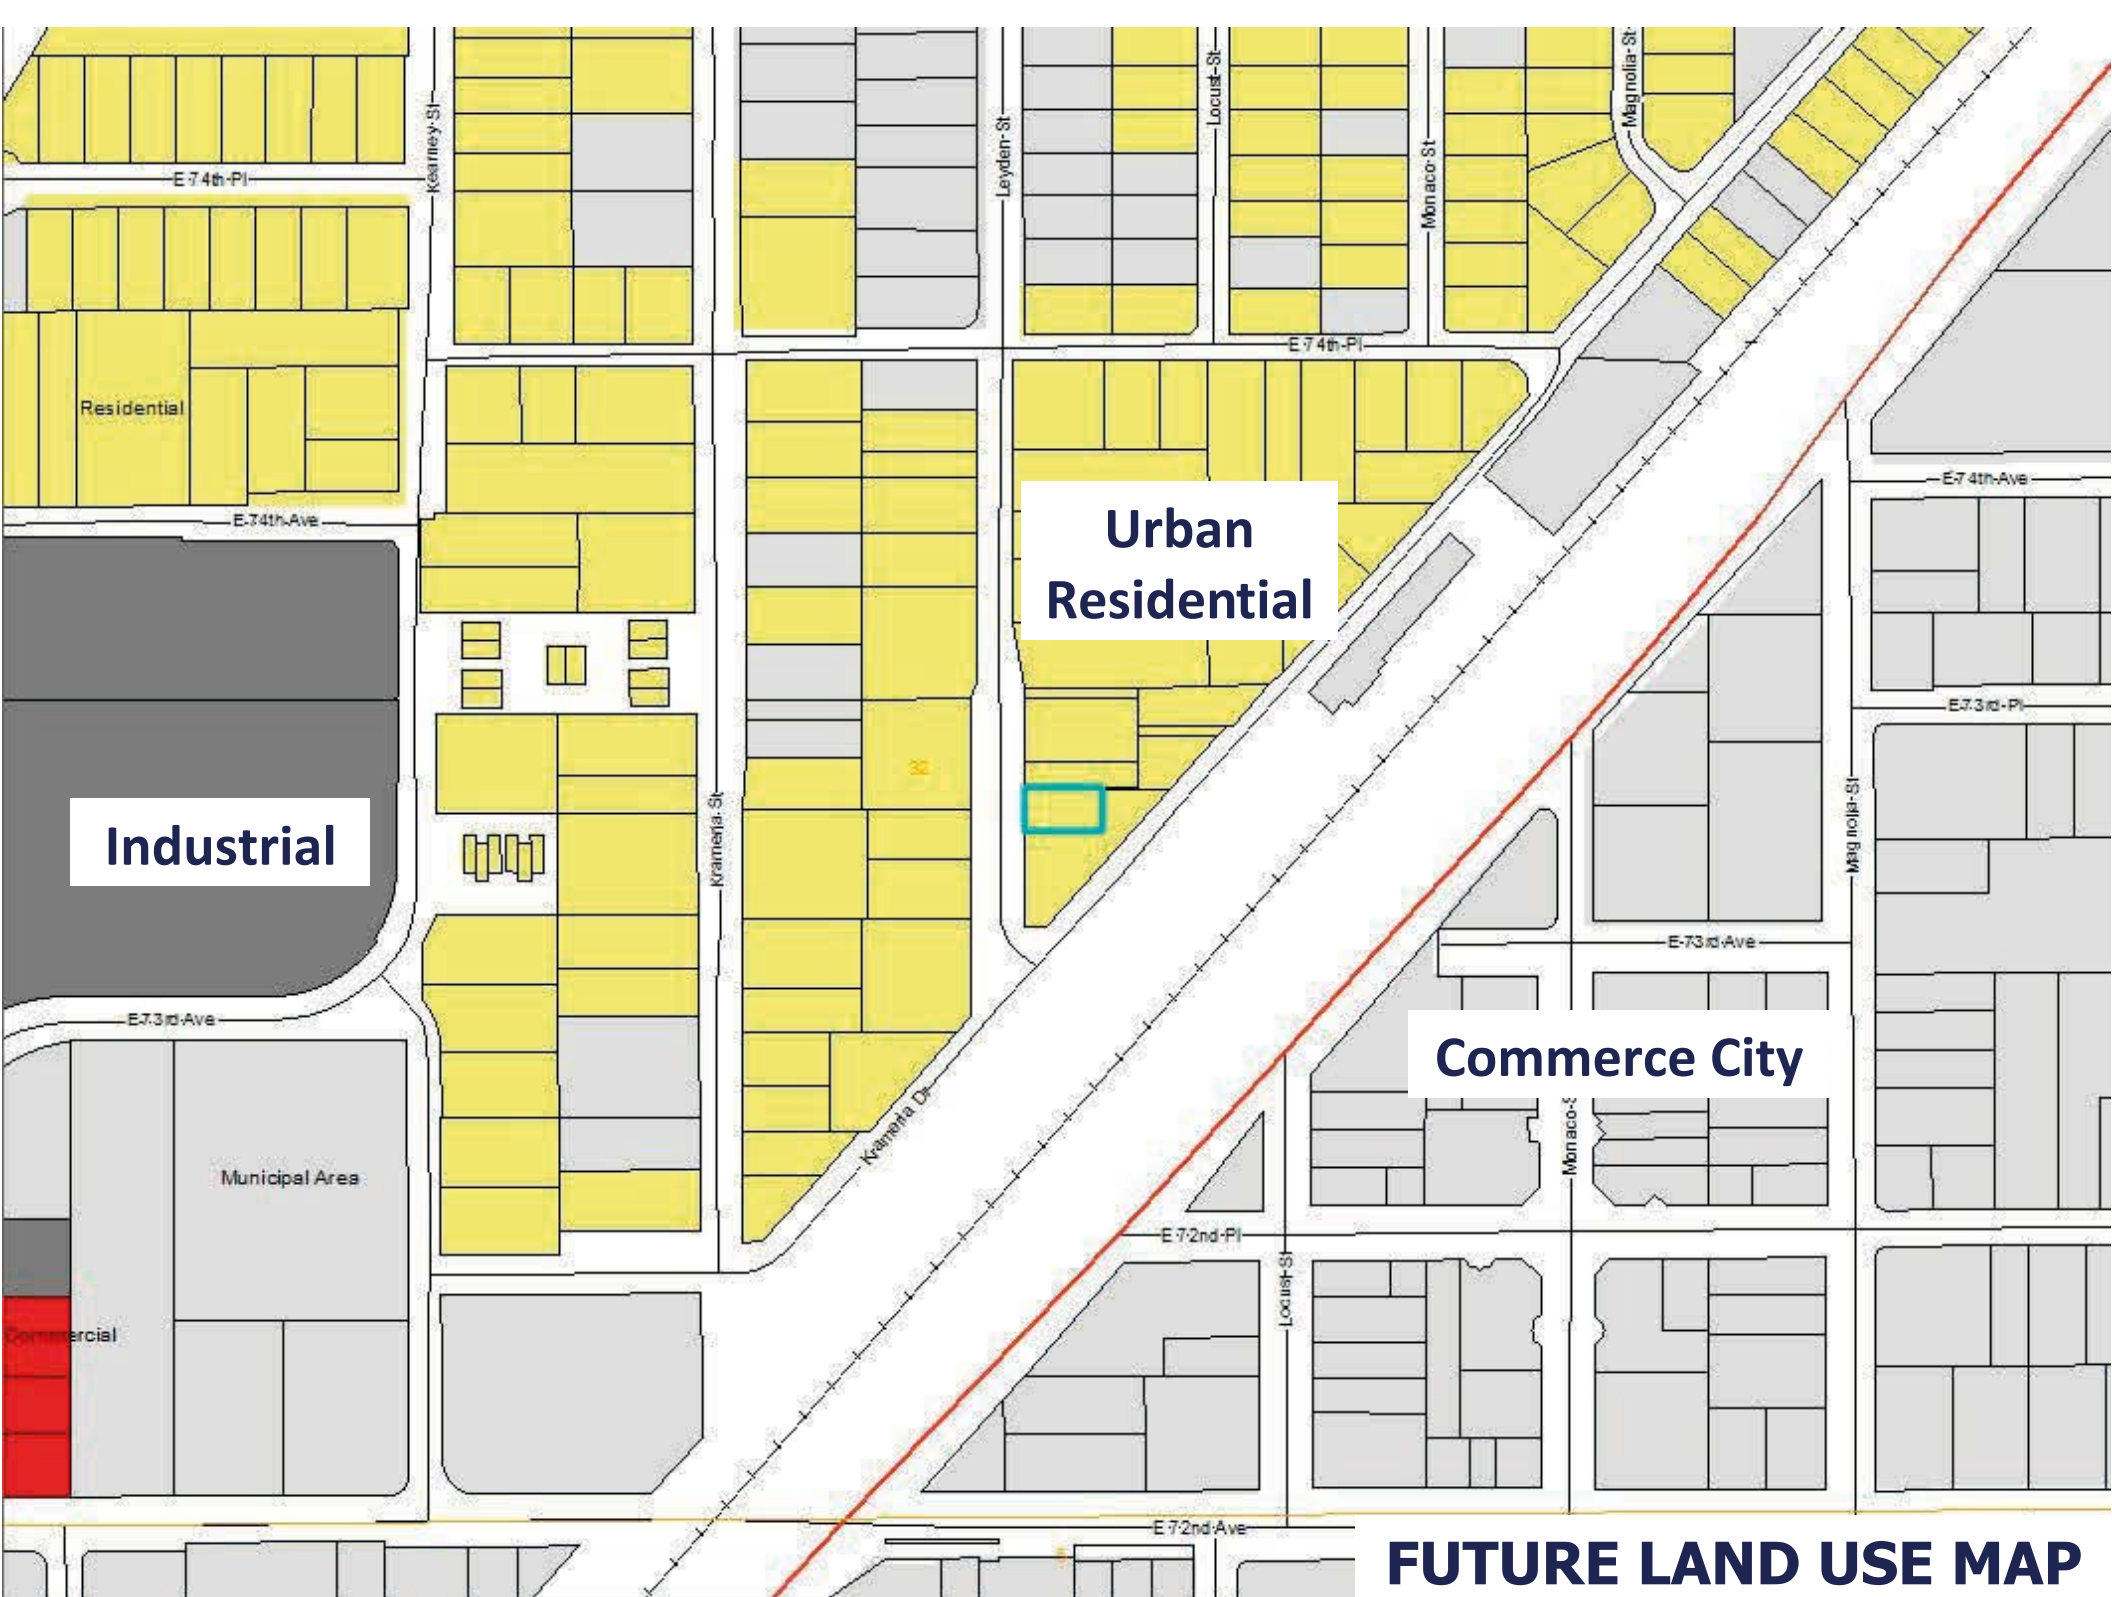 Kearney-St
Leyden-St
Locust-St
Monaco-St
Magnolia-St
E-74th-Pl
E-74th-Pl
Residential
E-74th-Ave
E-74th-Ave
Urban
Residential
E-73rd-Pl
32
Krameria-St
Magnolia-St
Industrial
E-73rd-Ave
E-73rd-Ave
Commerce City
Krameria Dr
Monaco-S
Municipal Area
E-72nd-Pl
Locust-St
Commercial
E-72nd-Ave
FUTURE LAND USE MAP